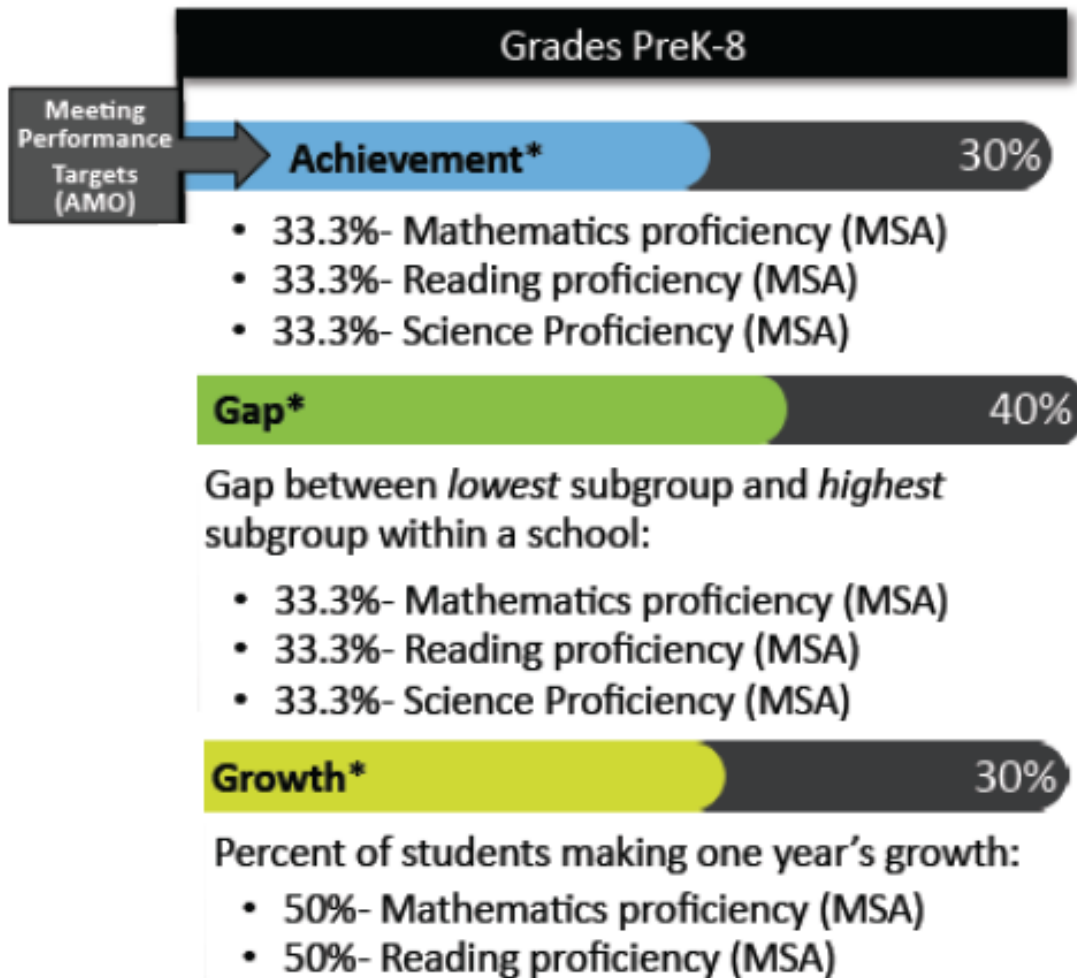 Grades PreK-8
Meeting
Performance
Targets
(AMO)
Achievement* 30%
• 33.3%- Mathematics proficiency (MSA)
• 33.3%- Reading proficiency (MSA)
• 33.3%- Science Proficiency (MSA)
Gap* 40%
Gap between lowest subgroup and highest
subgroup within a school:
• 33.3%- Mathematics proficiency (MSA)
• 33.3%- Reading proficiency (MSA)
• 33.3%- Science Proficiency (MSA)
Growth* 30%
Percent of students making one year’s growth:
• 50%- Mathematics proficiency (MSA)
• 50%- Reading proficiency (MSA)